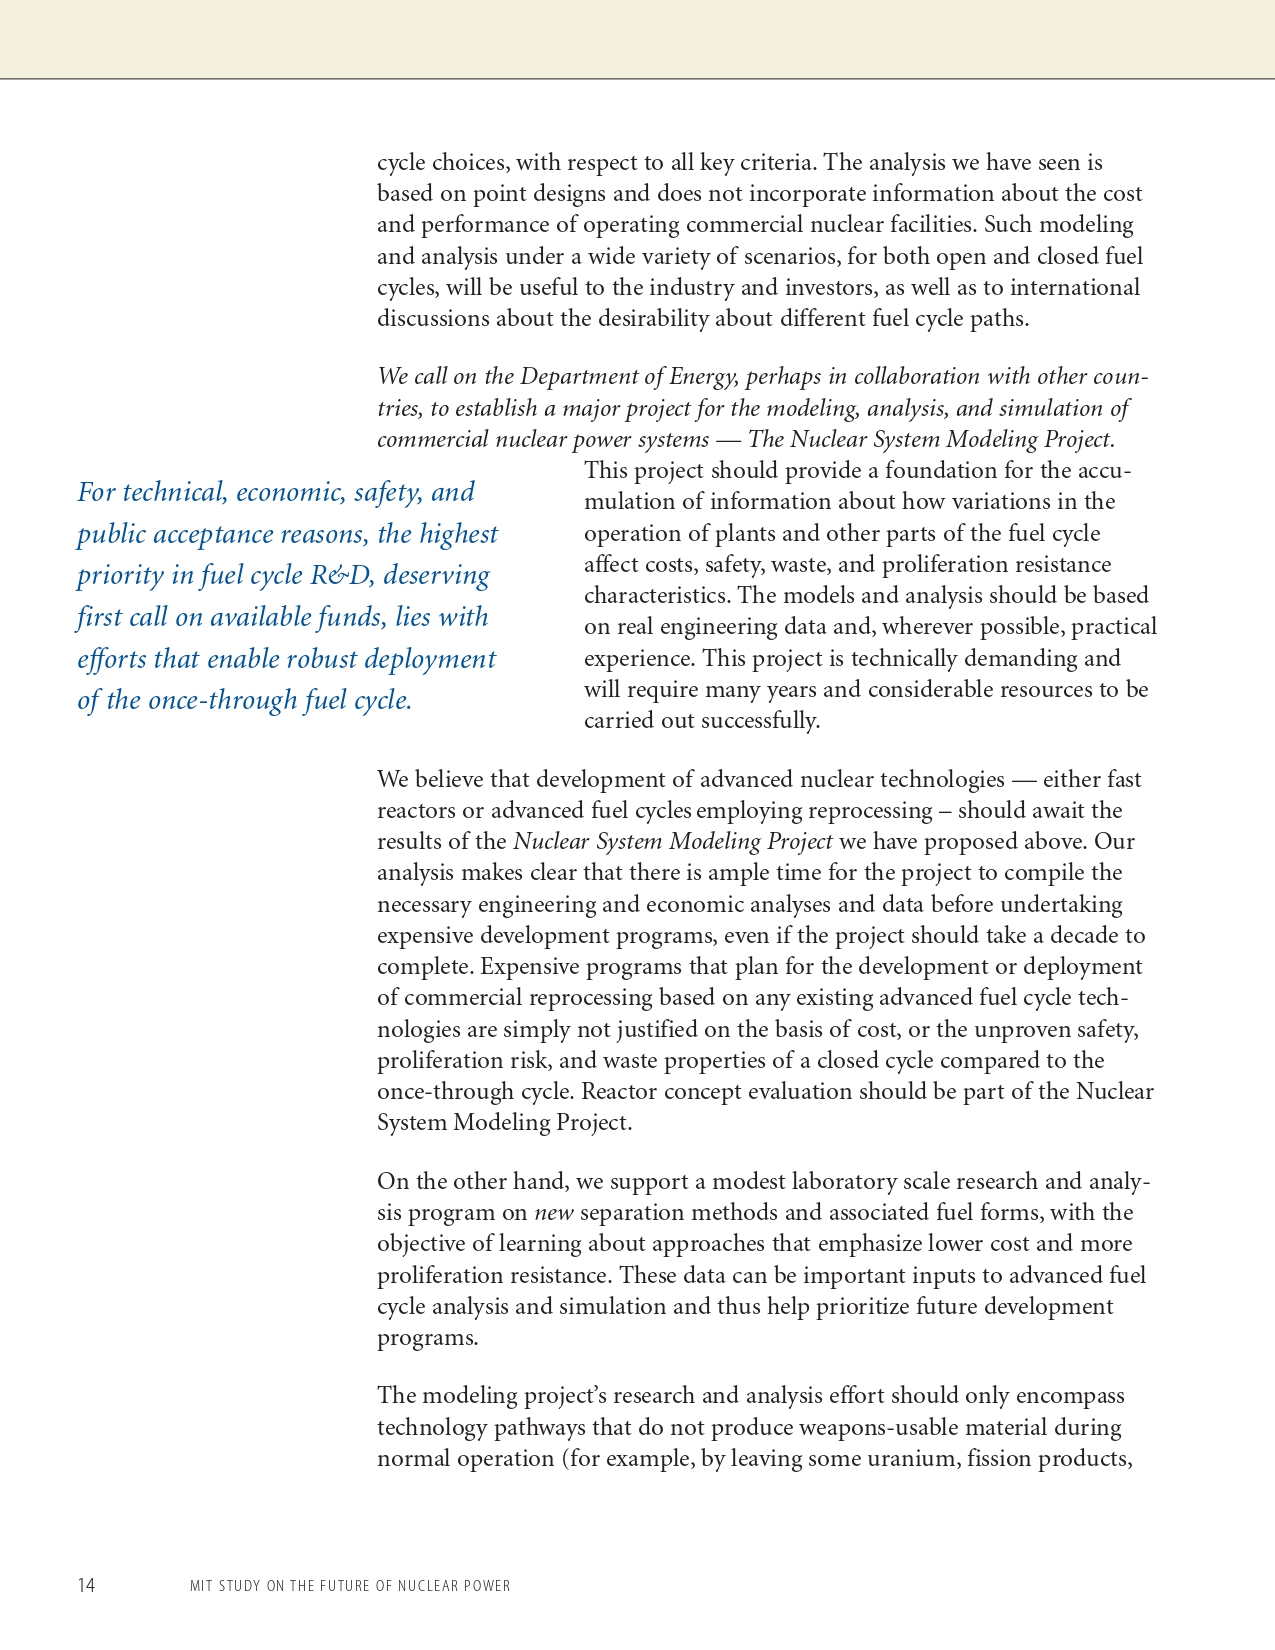 cycle choices, with respect to all key criteria. The analysis we have seen is
based on point designs and does not incorporate information about the cost
and performance of operating commercial nuclear facilities. Such modeling
and analysis under a wide variety of scenarios, for both open and closed fuel
cycles, will be useful to the industry and investors, as well as to international
discussions about the desirability about different fuel cycle paths.
We call on the Department of Energy, perhaps in collaboration with other coun-
tries, to establish a major project for the modeling, analysis, and simulation of
commercial nuclear power systems — The Nuclear System Modeling Project.
This project should provide a foundation for the accu-
mulation of information about how variations in the
operation of plants and other parts of the fuel cycle
affect costs, safety, waste, and proliferation resistance
characteristics. The models and analysis should be based
on real engineering data and, wherever possible, practical
experience. This project is technically demanding and
will require many years and considerable resources to be
carried out successfully.
For technical, economic, safety, and
public acceptance reasons, the highest
priority in fuel cycle R&D, deserving
first call on available funds, lies with
efforts that enable robust deployment
of the once-through fuel cycle.
We believe that development of advanced nuclear technologies — either fast
reactors or advanced fuel cycles employing reprocessing – should await the
results of the Nuclear System Modeling Project we have proposed above. Our
analysis makes clear that there is ample time for the project to compile the
necessary engineering and economic analyses and data before undertaking
expensive development programs, even if the project should take a decade to
complete. Expensive programs that plan for the development or deployment
of commercial reprocessing based on any existing advanced fuel cycle tech-
nologies are simply not justified on the basis of cost, or the unproven safety,
proliferation risk, and waste properties of a closed cycle compared to the
once-through cycle. Reactor concept evaluation should be part of the Nuclear
System Modeling Project.
On the other hand, we support a modest laboratory scale research and analy-
sis program on new separation methods and associated fuel forms, with the
objective of learning about approaches that emphasize lower cost and more
proliferation resistance. These data can be important inputs to advanced fuel
cycle analysis and simulation and thus help prioritize future development
programs.
The modeling project’s research and analysis effort should only encompass
technology pathways that do not produce weapons-usable material during
normal operation (for example, by leaving some uranium, fission products,
14 MIT STUDY ON THE FUTURE OF NUCLEAR POWER